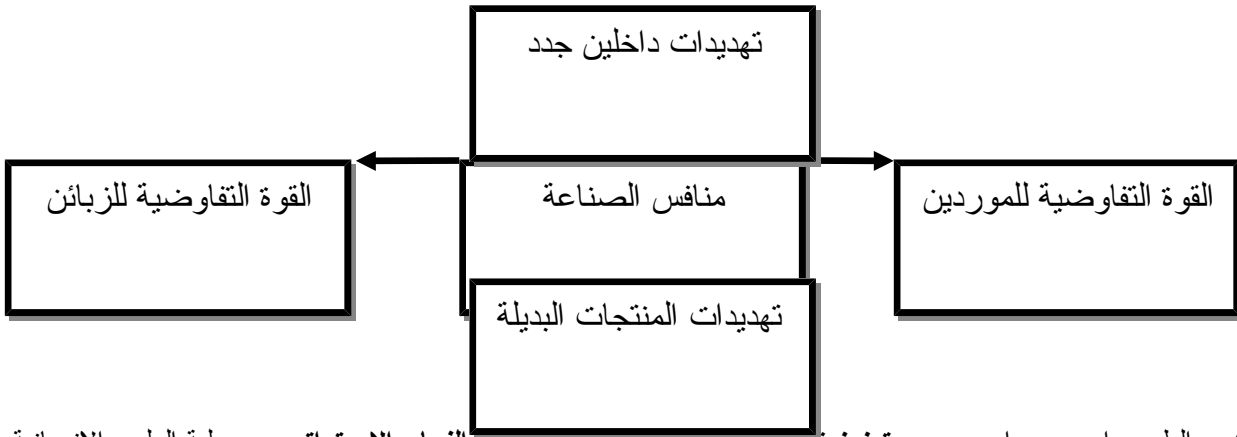 تهديدات داخلين جدد
القوة التفاوضية للموردين
منافس الصناعة
القوة التفاوضية للزبائن
تهديدات المنتجات البديلة